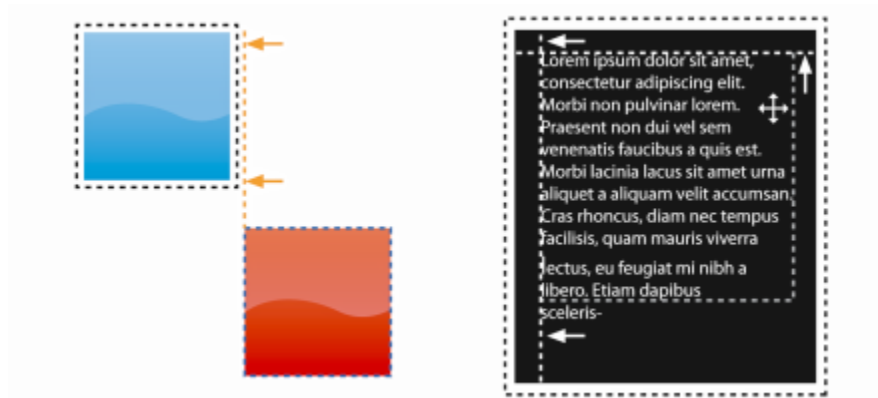 Lorem ipsum dolor sit amet,
consectetur adipiscing elit.
Morbi non pulvinar lorem.
Praesent non dui vel sem
venenatis faucibus a quis est.
Morbi lacinia lacus sit amet urna
aliquet a aliquam velit accumsan.
Cras rhoncus, diam nec tempus
facilisis, quam mauris viverra
lectus, eu feugiat mi nibh a
libero. Etiam dapibus
sceleris-